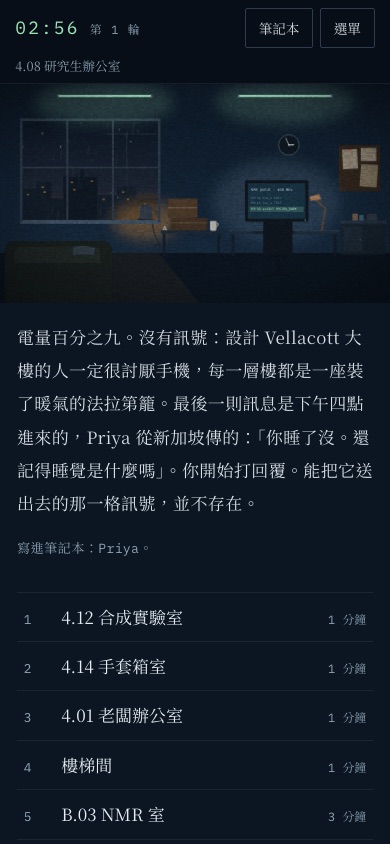 02:56 第 1 輪 筆記本 選單
4.08 研究生辦公室
電量百分之九。沒有訊號：設計 Vellacott 大
樓的人一定很討厭手機，每一層樓都是一座裝
了暖氣的法拉第籠。最後一則訊息是下午四點
進來的，Priya 從新加坡傳的：「你睡了沒。還
記得睡覺是什麼嗎」。你開始打回覆。能把它送
出去的那一格訊號，並不存在。
寫進筆記本：Priya。
1 4.12 合成實驗室 1 分鐘
2 4.14 手套箱室 1 分鐘
3 4.01 老闆辦公室 1 分鐘
4 樓梯間 1 分鐘
5 B.03 NMR 室 3 分鐘